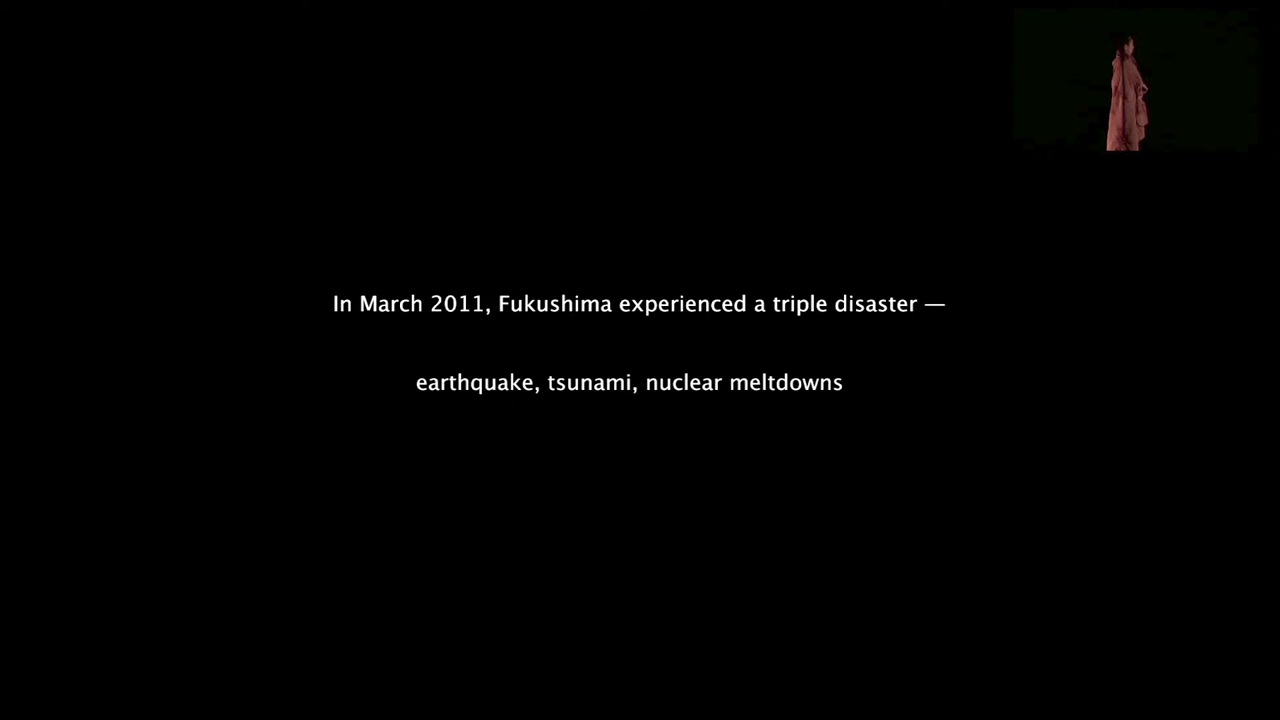 In March 2011, Fukushima experienced a triple disaster —
earthquake, tsunami, nuclear meltdowns